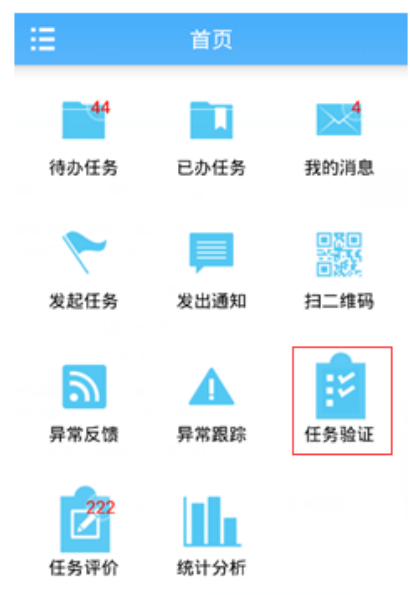 首页
44
4
待办任务 已办任务 我的消息
发起任务 发出通知 扫二维码
异常反馈 异常跟踪 任务验证
222
任务评价 统计分析